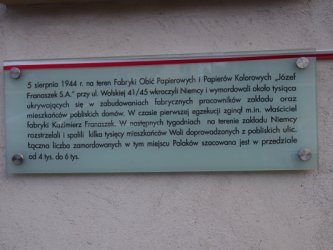 5 sierpnia 1944 r. na teren Fabryki Obić Papierowych i Papierów Kolorowych „Józef
Franaszek S.A." przy ul. Wolskiej 41/45 wkroczyli Niemcy i wymordowali około tysiąca
ukrywających się w zabudowaniach fabrycznych pracowników zakładu oraz
mieszkańców pobliskich domów. W czasie pierwszej egzekucji zginął m.in. właściciel
fabryki Kazimierz Franaszek. W następnych tygodniach na terenie zakładu Niemcy
rozstrzelali i spalili kilka tysięcy mieszkańców Woli doprowadzonych z pobliskich ulic.
Łączna liczba zamordowanych w tym miejscu Polaków szacowana jest w przedziale
od 4 tys. do 6 tys.